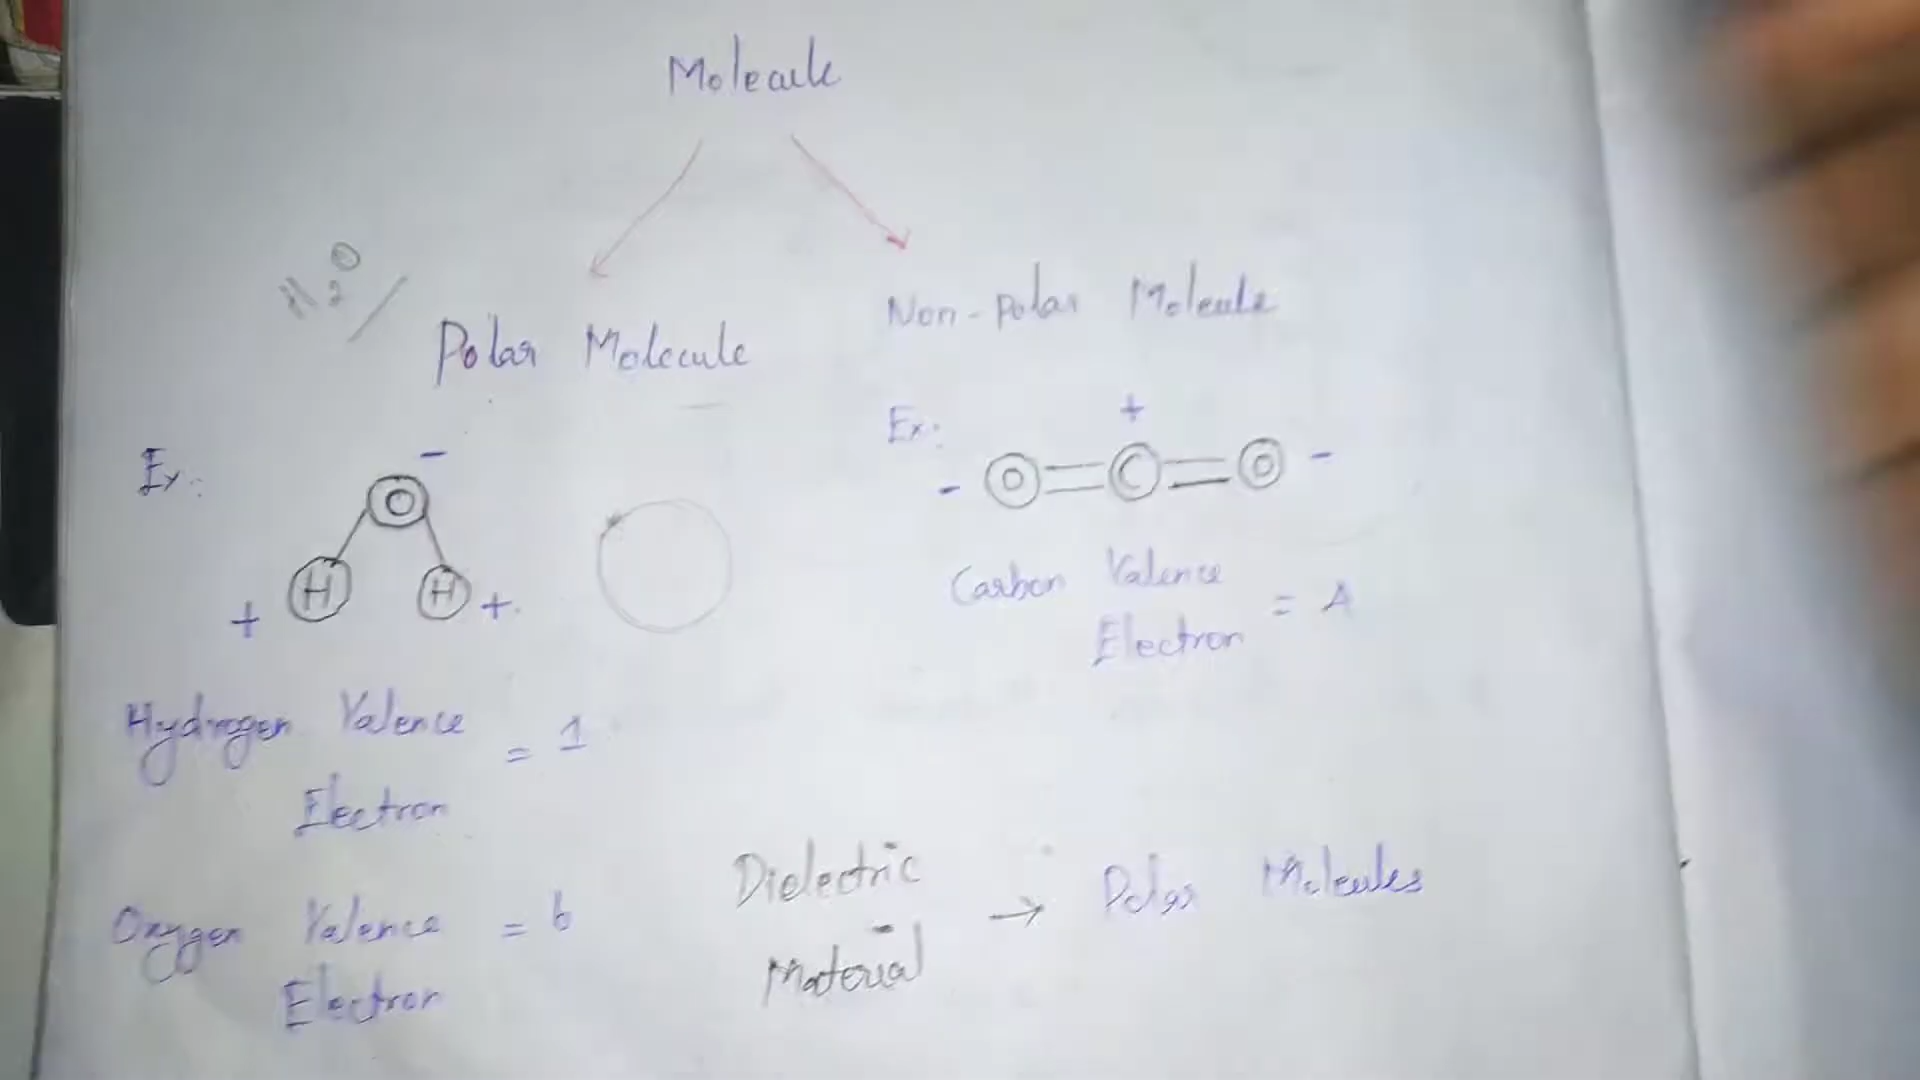 Molecule
H2O
Polar Molecule
Non-Polar Molecule
Ex:
-
O
H H
+ +
Ex:
+
- O = C = O -
Carbon Valence
Electron = 4
Hydrogen Valence
Electron = 1
Oxygen Valence
Electron = 6
Dielectric
Material → Polar Molecules